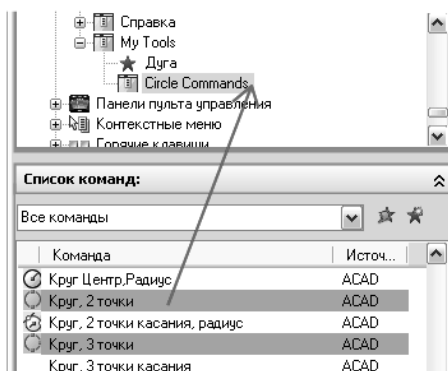 Справка
My Tools
Дуга
Circle Commands
Панели пульта управления
Контекстные меню
Горячие клавиши
Список команд:
Все команды
Команда Источ...
Круг Центр,Радиус ACAD
Круг, 2 точки ACAD
Круг, 2 точки касания, радиус ACAD
Круг, 3 точки ACAD
Круг, 3 точки касания ACAD